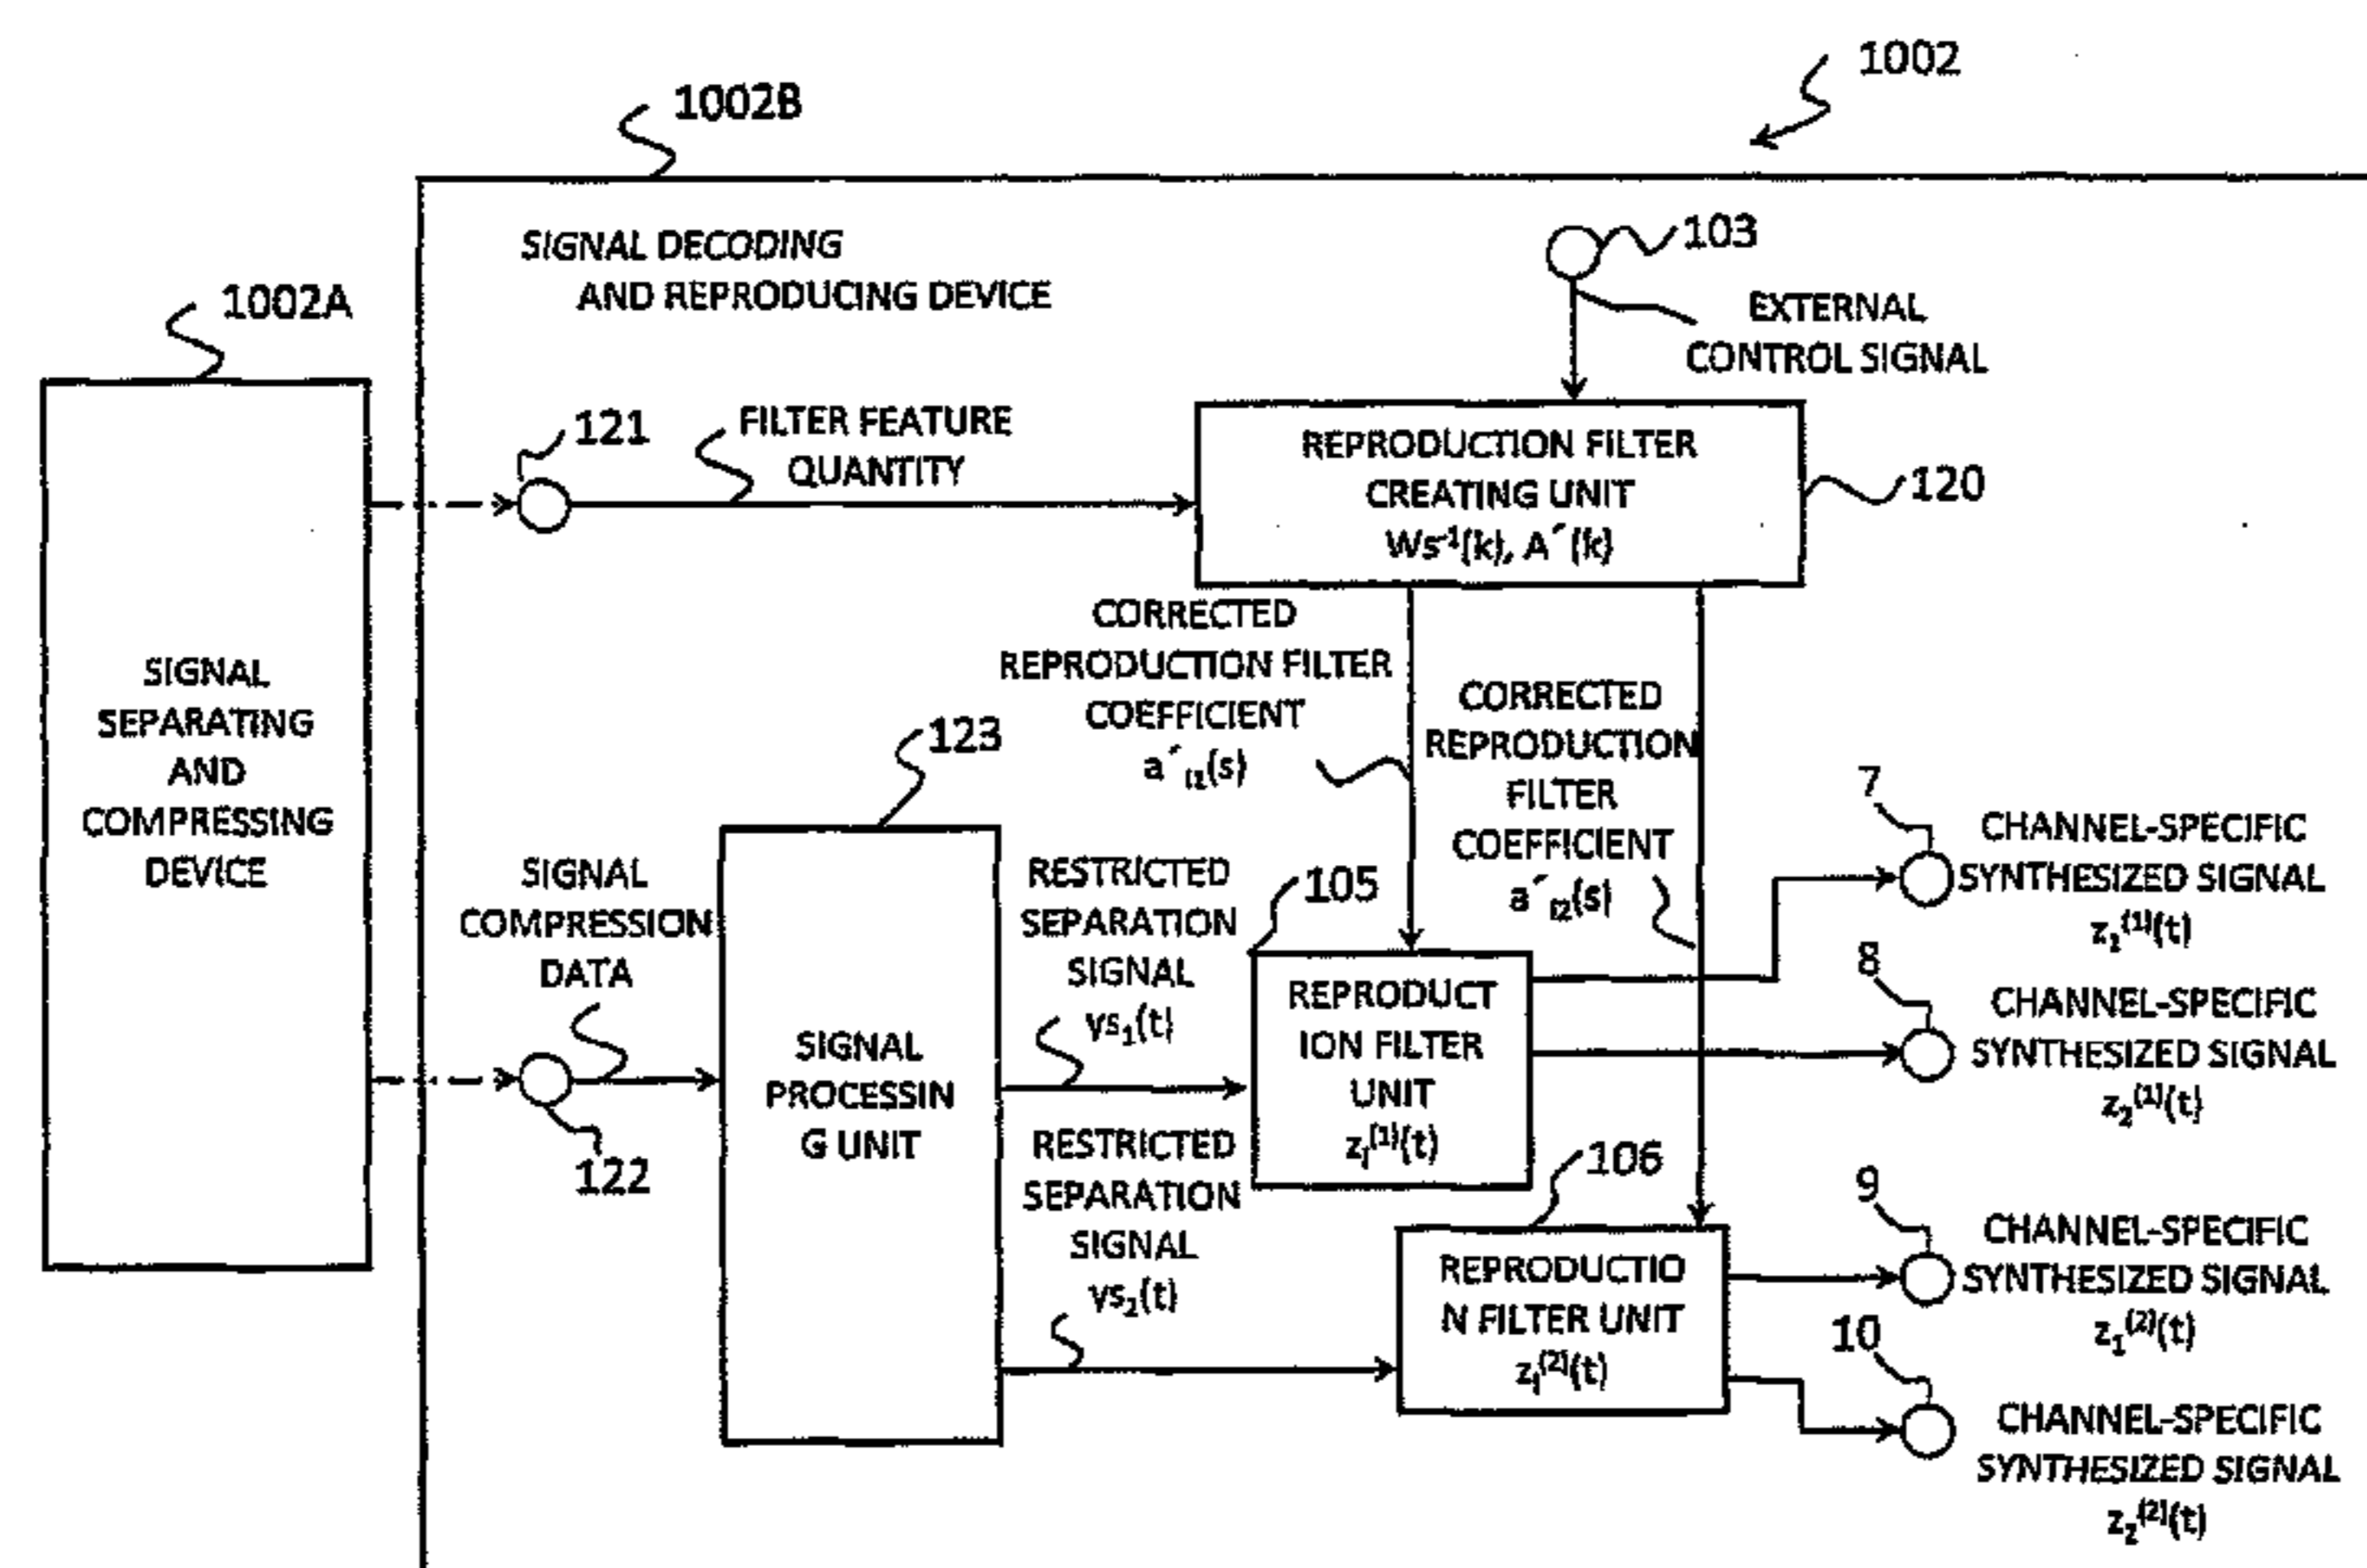 1002
1002B
SIGNAL DECODING
AND REPRODUCING DEVICE
103
EXTERNAL
CONTROL SIGNAL
1002A
121
FILTER FEATURE
QUANTITY
REPRODUCTION FILTER
CREATING UNIT
Ws⁻¹(k), A´(k)
120
SIGNAL
SEPARATING
AND
COMPRESSING
DEVICE
CORRECTED
REPRODUCTION FILTER
COEFFICIENT
a´
(s)
CORRECTED
REPRODUCTION
FILTER
COEFFICIENT
a´
(s)
123
SIGNAL
COMPRESSION
DATA
122
SIGNAL
PROCESSIN
G UNIT
RESTRICTED
SEPARATION
SIGNAL
ys₁(t)
RESTRICTED
SEPARATION
SIGNAL
ys₂(t)
105
REPRODUCT
ION FILTER
UNIT
zⱼ⁽¹⁾(t)
106
REPRODUCTIO
N FILTER UNIT
zⱼ⁽²⁾(t)
7
CHANNEL-SPECIFIC
SYNTHESIZED SIGNAL
z₁⁽¹⁾(t)
8
CHANNEL-SPECIFIC
SYNTHESIZED SIGNAL
z₂⁽¹⁾(t)
9
CHANNEL-SPECIFIC
SYNTHESIZED SIGNAL
z₁⁽²⁾(t)
10
CHANNEL-SPECIFIC
SYNTHESIZED SIGNAL
z₂⁽²⁾(t)